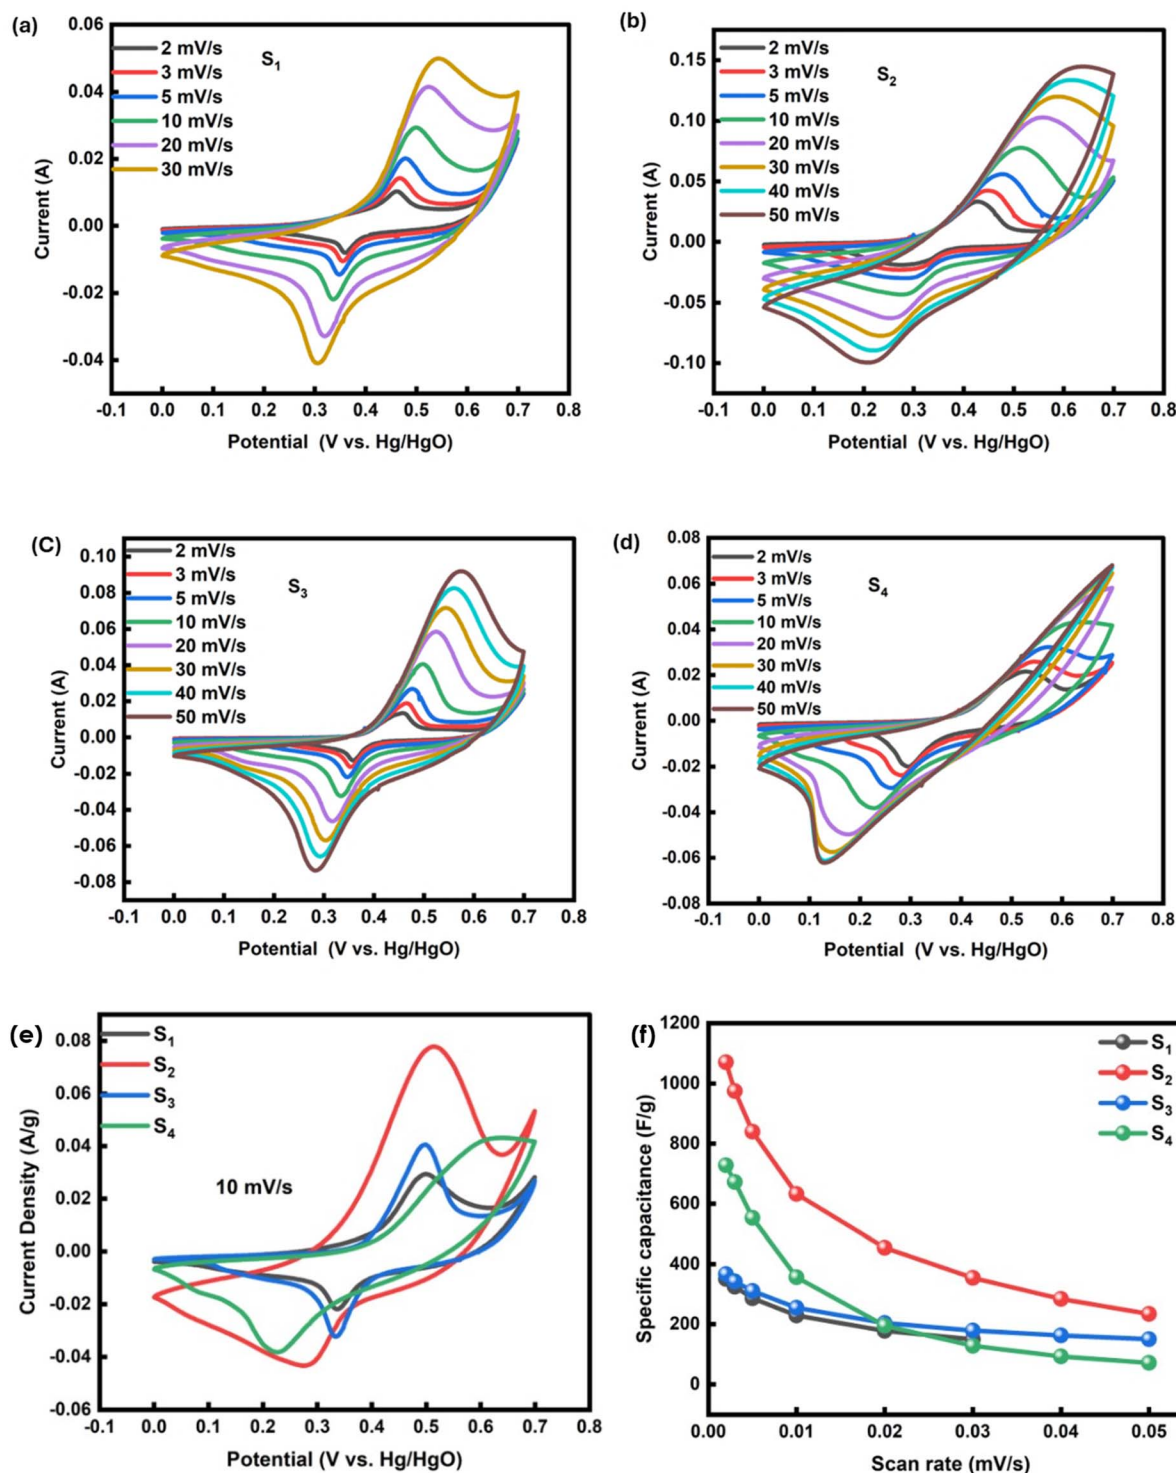 (a)
S1
2 mV/s
3 mV/s
5 mV/s
10 mV/s
20 mV/s
30 mV/s
0.06
0.04
0.02
0.00
-0.02
-0.04
Current (A)
-0.1 0.0 0.1 0.2 0.3 0.4 0.5 0.6 0.7 0.8
Potential (V vs. Hg/HgO)
(b)
S2
2 mV/s
3 mV/s
5 mV/s
10 mV/s
20 mV/s
30 mV/s
40 mV/s
50 mV/s
0.15
0.10
0.05
0.00
-0.05
-0.10
Current (A)
-0.1 0.0 0.1 0.2 0.3 0.4 0.5 0.6 0.7 0.8
Potential (V vs. Hg/HgO)
(C)
S3
2 mV/s
3 mV/s
5 mV/s
10 mV/s
20 mV/s
30 mV/s
40 mV/s
50 mV/s
0.10
0.08
0.06
0.04
0.02
0.00
-0.02
-0.04
-0.06
-0.08
Current (A)
-0.1 0.0 0.1 0.2 0.3 0.4 0.5 0.6 0.7 0.8
Potential (V vs. Hg/HgO)
(d)
S4
2 mV/s
3 mV/s
5 mV/s
10 mV/s
20 mV/s
30 mV/s
40 mV/s
50 mV/s
0.08
0.06
0.04
0.02
0.00
-0.02
-0.04
-0.06
-0.08
Current (A)
-0.1 0.0 0.1 0.2 0.3 0.4 0.5 0.6 0.7 0.8
Potential (V vs. Hg/HgO)
(e)
S1
S2
S3
S4
10 mV/s
0.08
0.06
0.04
0.02
0.00
-0.02
-0.04
-0.06
Current Density (A/g)
-0.1 0.0 0.1 0.2 0.3 0.4 0.5 0.6 0.7 0.8
Potential (V vs. Hg/HgO)
(f)
S1
S2
S3
S4
1200
1000
800
600
400
200
0
Specific capacitance (F/g)
0.00 0.01 0.02 0.03 0.04 0.05
Scan rate (mV/s)